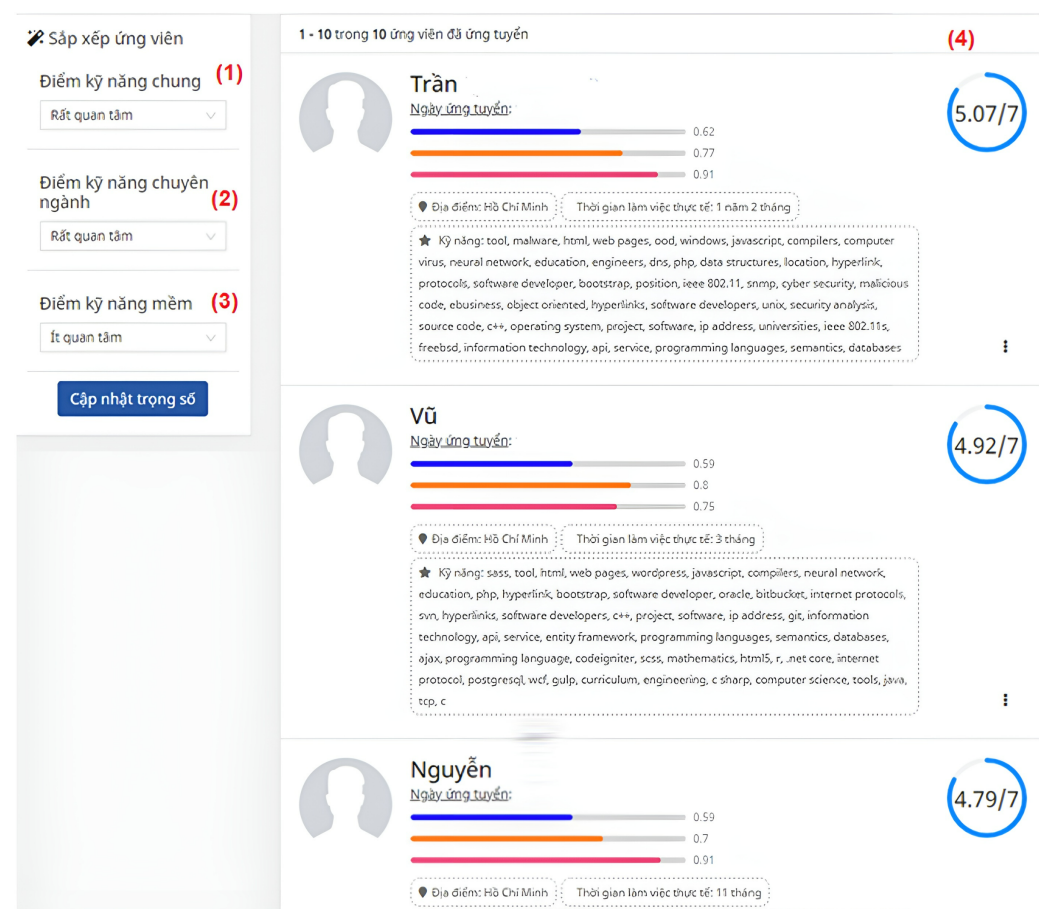 Sắp xếp ứng viên
Điểm kỹ năng chung (1)
Rất quan tâm
Điểm kỹ năng chuyên
ngành (2)
Rất quan tâm
Điểm kỹ năng mềm (3)
Ít quan tâm
Cập nhật trọng số
1 - 10 trong 10 ứng viên đã ứng tuyển
(4)
Trần
Ngày ứng tuyển:
0.62
0.77
0.91
5.07/7
Địa điểm: Hồ Chí Minh Thời gian làm việc thực tế: 1 năm 2 tháng
Kỹ năng: tool, malware, html, web pages, ood, windows, javascript, compilers, computer
virus, neural network, education, engineers, dns, php, data structures, location, hyperlink,
protocols, software developer, bootstrap, position, ieee 802.11, snmp, cyber security, malicious
code, ebusiness, object oriented, hyperlinks, software developers, unix, security analysis,
source code, c++, operating system, project, software, ip address, universities, ieee 802.11s,
freebsd, information technology, api, service, programming languages, semantics, databases
Vũ
Ngày ứng tuyển:
0.59
0.8
0.75
4.92/7
Địa điểm: Hồ Chí Minh Thời gian làm việc thực tế: 3 tháng
Kỹ năng: sass, tool, html, web pages, wordpress, javascript, compilers, neural network,
education, php, hyperlink, bootstrap, software developer, oracle, bitbucket, internet protocols,
svn, hyperlinks, software developers, c++, project, software, ip address, git, information
technology, api, service, entity framework, programming languages, semantics, databases,
ajax, programming language, codeigniter, scss, mathematics, html5, r, .net core, internet
protocol, postgresql, wcf, gulp, curriculum, engineering, c sharp, computer science, tools, java,
tcp, c
Nguyễn
Ngày ứng tuyển:
0.59
0.7
0.91
4.79/7
Địa điểm: Hồ Chí Minh Thời gian làm việc thực tế: 11 tháng